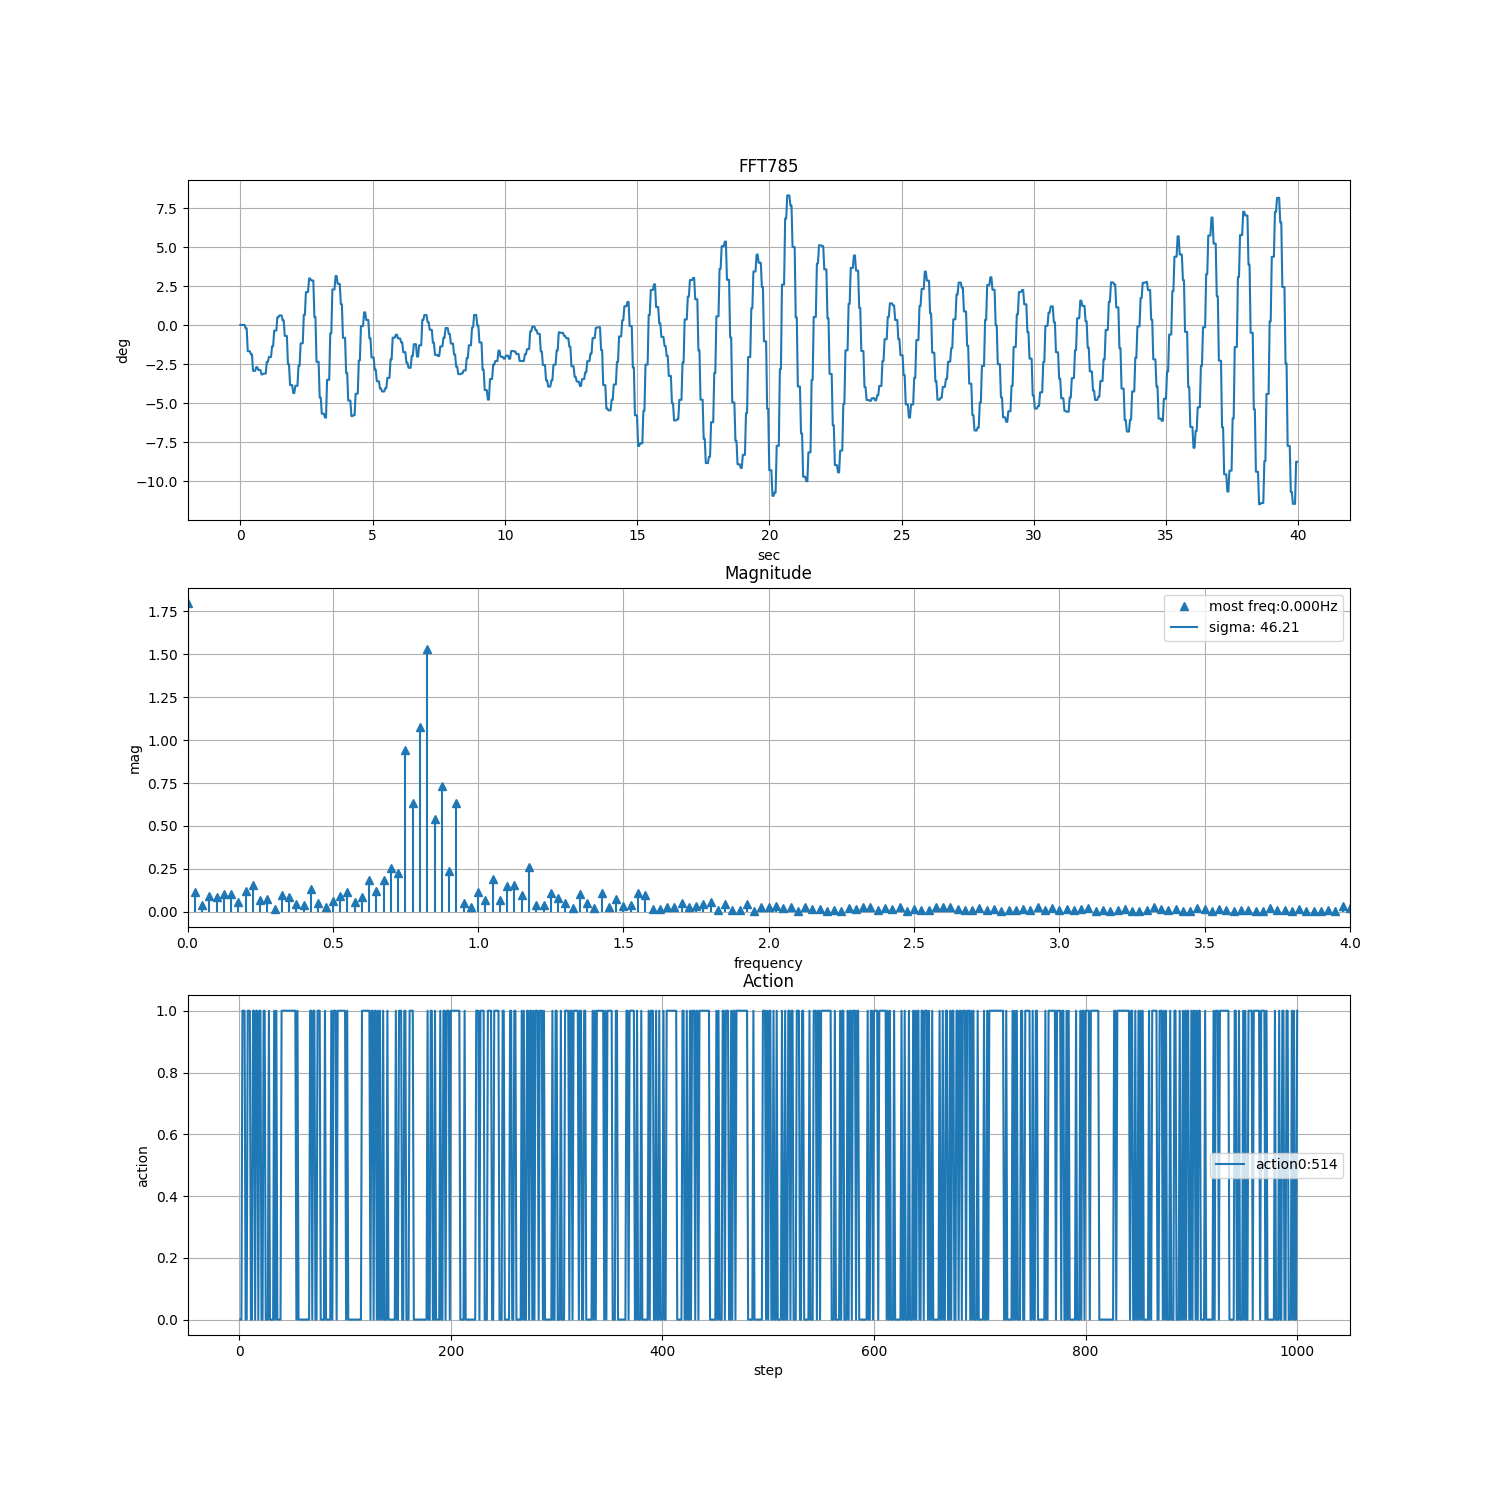 FFT785
7.5
5.0
2.5
0.0
−2.5
−5.0
−7.5
−10.0
deg
0 5 10 15 20 25 30 35 40
sec
Magnitude
1.75
1.50
1.25
1.00
0.75
0.50
0.25
0.00
mag
most freq:0.000Hz
sigma: 46.21
0.0 0.5 1.0 1.5 2.0 2.5 3.0 3.5 4.0
frequency
Action
1.0
0.8
0.6
0.4
0.2
0.0
action
action0:514
0 200 400 600 800 1000
step